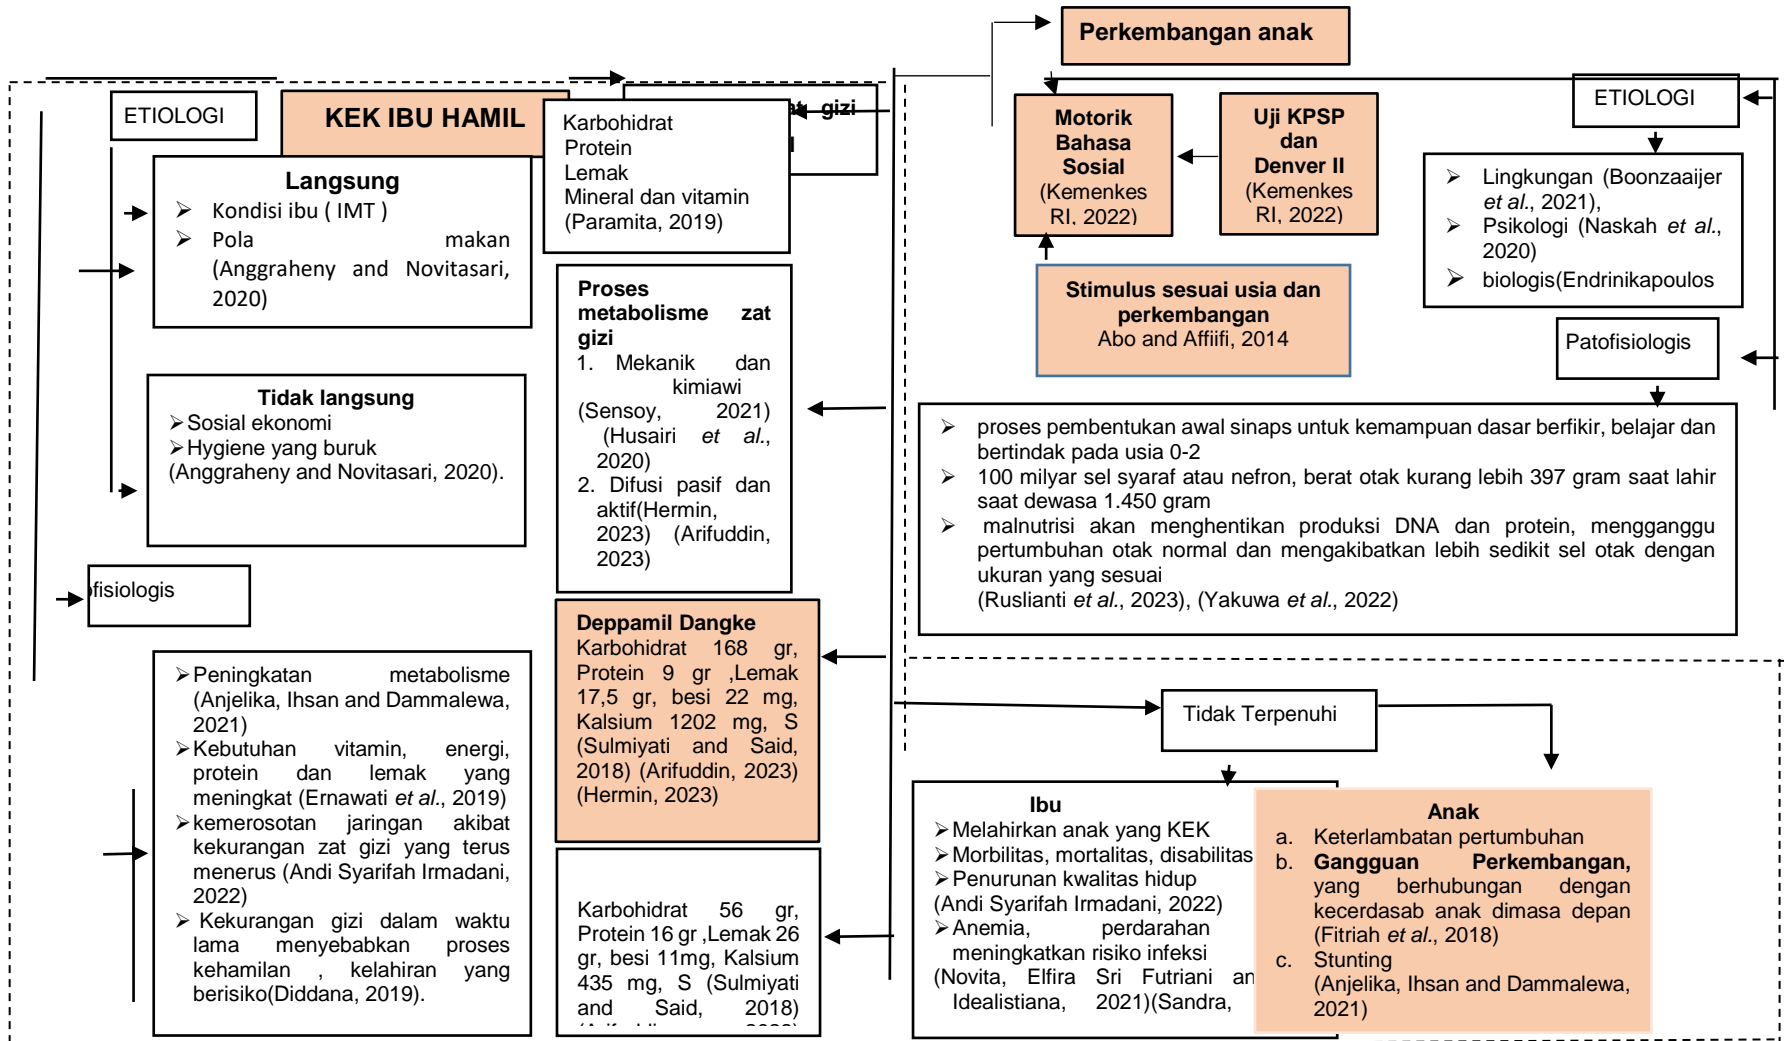 Perkembangan anak
ETIOLOGI
KEK IBU HAMIL
zat gizi
Karbohidrat
Protein
Lemak
Mineral dan vitamin
(Paramita, 2019)
Langsung
➢ Kondisi ibu ( IMT )
➢ Pola makan
(Anggraheny and Novitasari,
2020)
Tidak langsung
➢Sosial ekonomi
➢Hygiene yang buruk
(Anggraheny and Novitasari, 2020).
fisiologis
➢Peningkatan metabolisme
(Anjelika, Ihsan and Dammalewa,
2021)
➢Kebutuhan vitamin, energi,
protein dan lemak yang
meningkat (Ernawati et al., 2019)
➢kemerosotan jaringan akibat
kekurangan zat gizi yang terus
menerus (Andi Syarifah Irmadani,
2022)
➢ Kekurangan gizi dalam waktu
lama menyebabkan proses
kehamilan , kelahiran yang
berisiko(Diddana, 2019).
Proses
metabolisme zat
gizi
1. Mekanik dan
kimiawi
(Sensoy, 2021)
(Husairi et al.,
2020)
2. Difusi pasif dan
aktif(Hermin,
2023) (Arifuddin,
2023)
Deppamil Dangke
Karbohidrat 168 gr,
Protein 9 gr ,Lemak
17,5 gr, besi 22 mg,
Kalsium 1202 mg, S
(Sulmiyati and Said,
2018) (Arifuddin, 2023)
(Hermin, 2023)
Karbohidrat 56 gr,
Protein 16 gr ,Lemak 26
gr, besi 11mg, Kalsium
435 mg, S (Sulmiyati
and Said, 2018)
Motorik
Bahasa
Sosial
(Kemenkes
RI, 2022)
Uji KPSP
dan
Denver II
(Kemenkes
RI, 2022)
Stimulus sesuai usia dan
perkembangan
Abo and Affiifi, 2014
ETIOLOGI
➢ Lingkungan (Boonzaaijer
et al., 2021),
➢ Psikologi (Naskah et al.,
2020)
➢ biologis(Endrinikapoulos
Patofisiologis
➢ proses pembentukan awal sinaps untuk kemampuan dasar berfikir, belajar dan
bertindak pada usia 0-2
➢ 100 milyar sel syaraf atau nefron, berat otak kurang lebih 397 gram saat lahir
saat dewasa 1.450 gram
➢ malnutrisi akan menghentikan produksi DNA dan protein, mengganggu
pertumbuhan otak normal dan mengakibatkan lebih sedikit sel otak dengan
ukuran yang sesuai
(Ruslianti et al., 2023), (Yakuwa et al., 2022)
Tidak Terpenuhi
Ibu
➢Melahirkan anak yang KEK
➢Morbilitas, mortalitas, disabilitas
➢Penurunan kwalitas hidup
(Andi Syarifah Irmadani, 2022)
➢Anemia, perdarahan
meningkatkan risiko infeksi
(Novita, Elfira Sri Futriani an
Idealistiana, 2021)(Sandra,
Anak
a. Keterlambatan pertumbuhan
b. Gangguan Perkembangan,
yang berhubungan dengan
kecerdasab anak dimasa depan
(Fitriah et al., 2018)
c. Stunting
(Anjelika, Ihsan and Dammalewa,
2021)